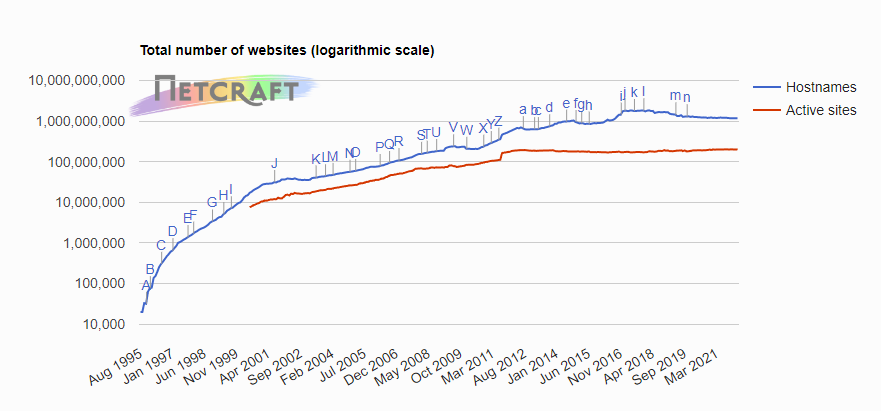 Total number of websites (logarithmic scale)
NETCRAFT
10,000,000,000
1,000,000,000
100,000,000
10,000,000
1,000,000
100,000
10,000
A B C D E F G H I J K L M N O P Q R S T U V W X Y Z a b c d e f g h i j k l m n
Aug 1995 Jan 1997 Jun 1998 Nov 1999 Apr 2001 Sep 2002 Feb 2004 Jul 2005 Dec 2006 May 2008 Oct 2009 Mar 2011 Aug 2012 Jan 2014 Jun 2015 Nov 2016 Apr 2018 Sep 2019 Mar 2021
Hostnames
Active sites